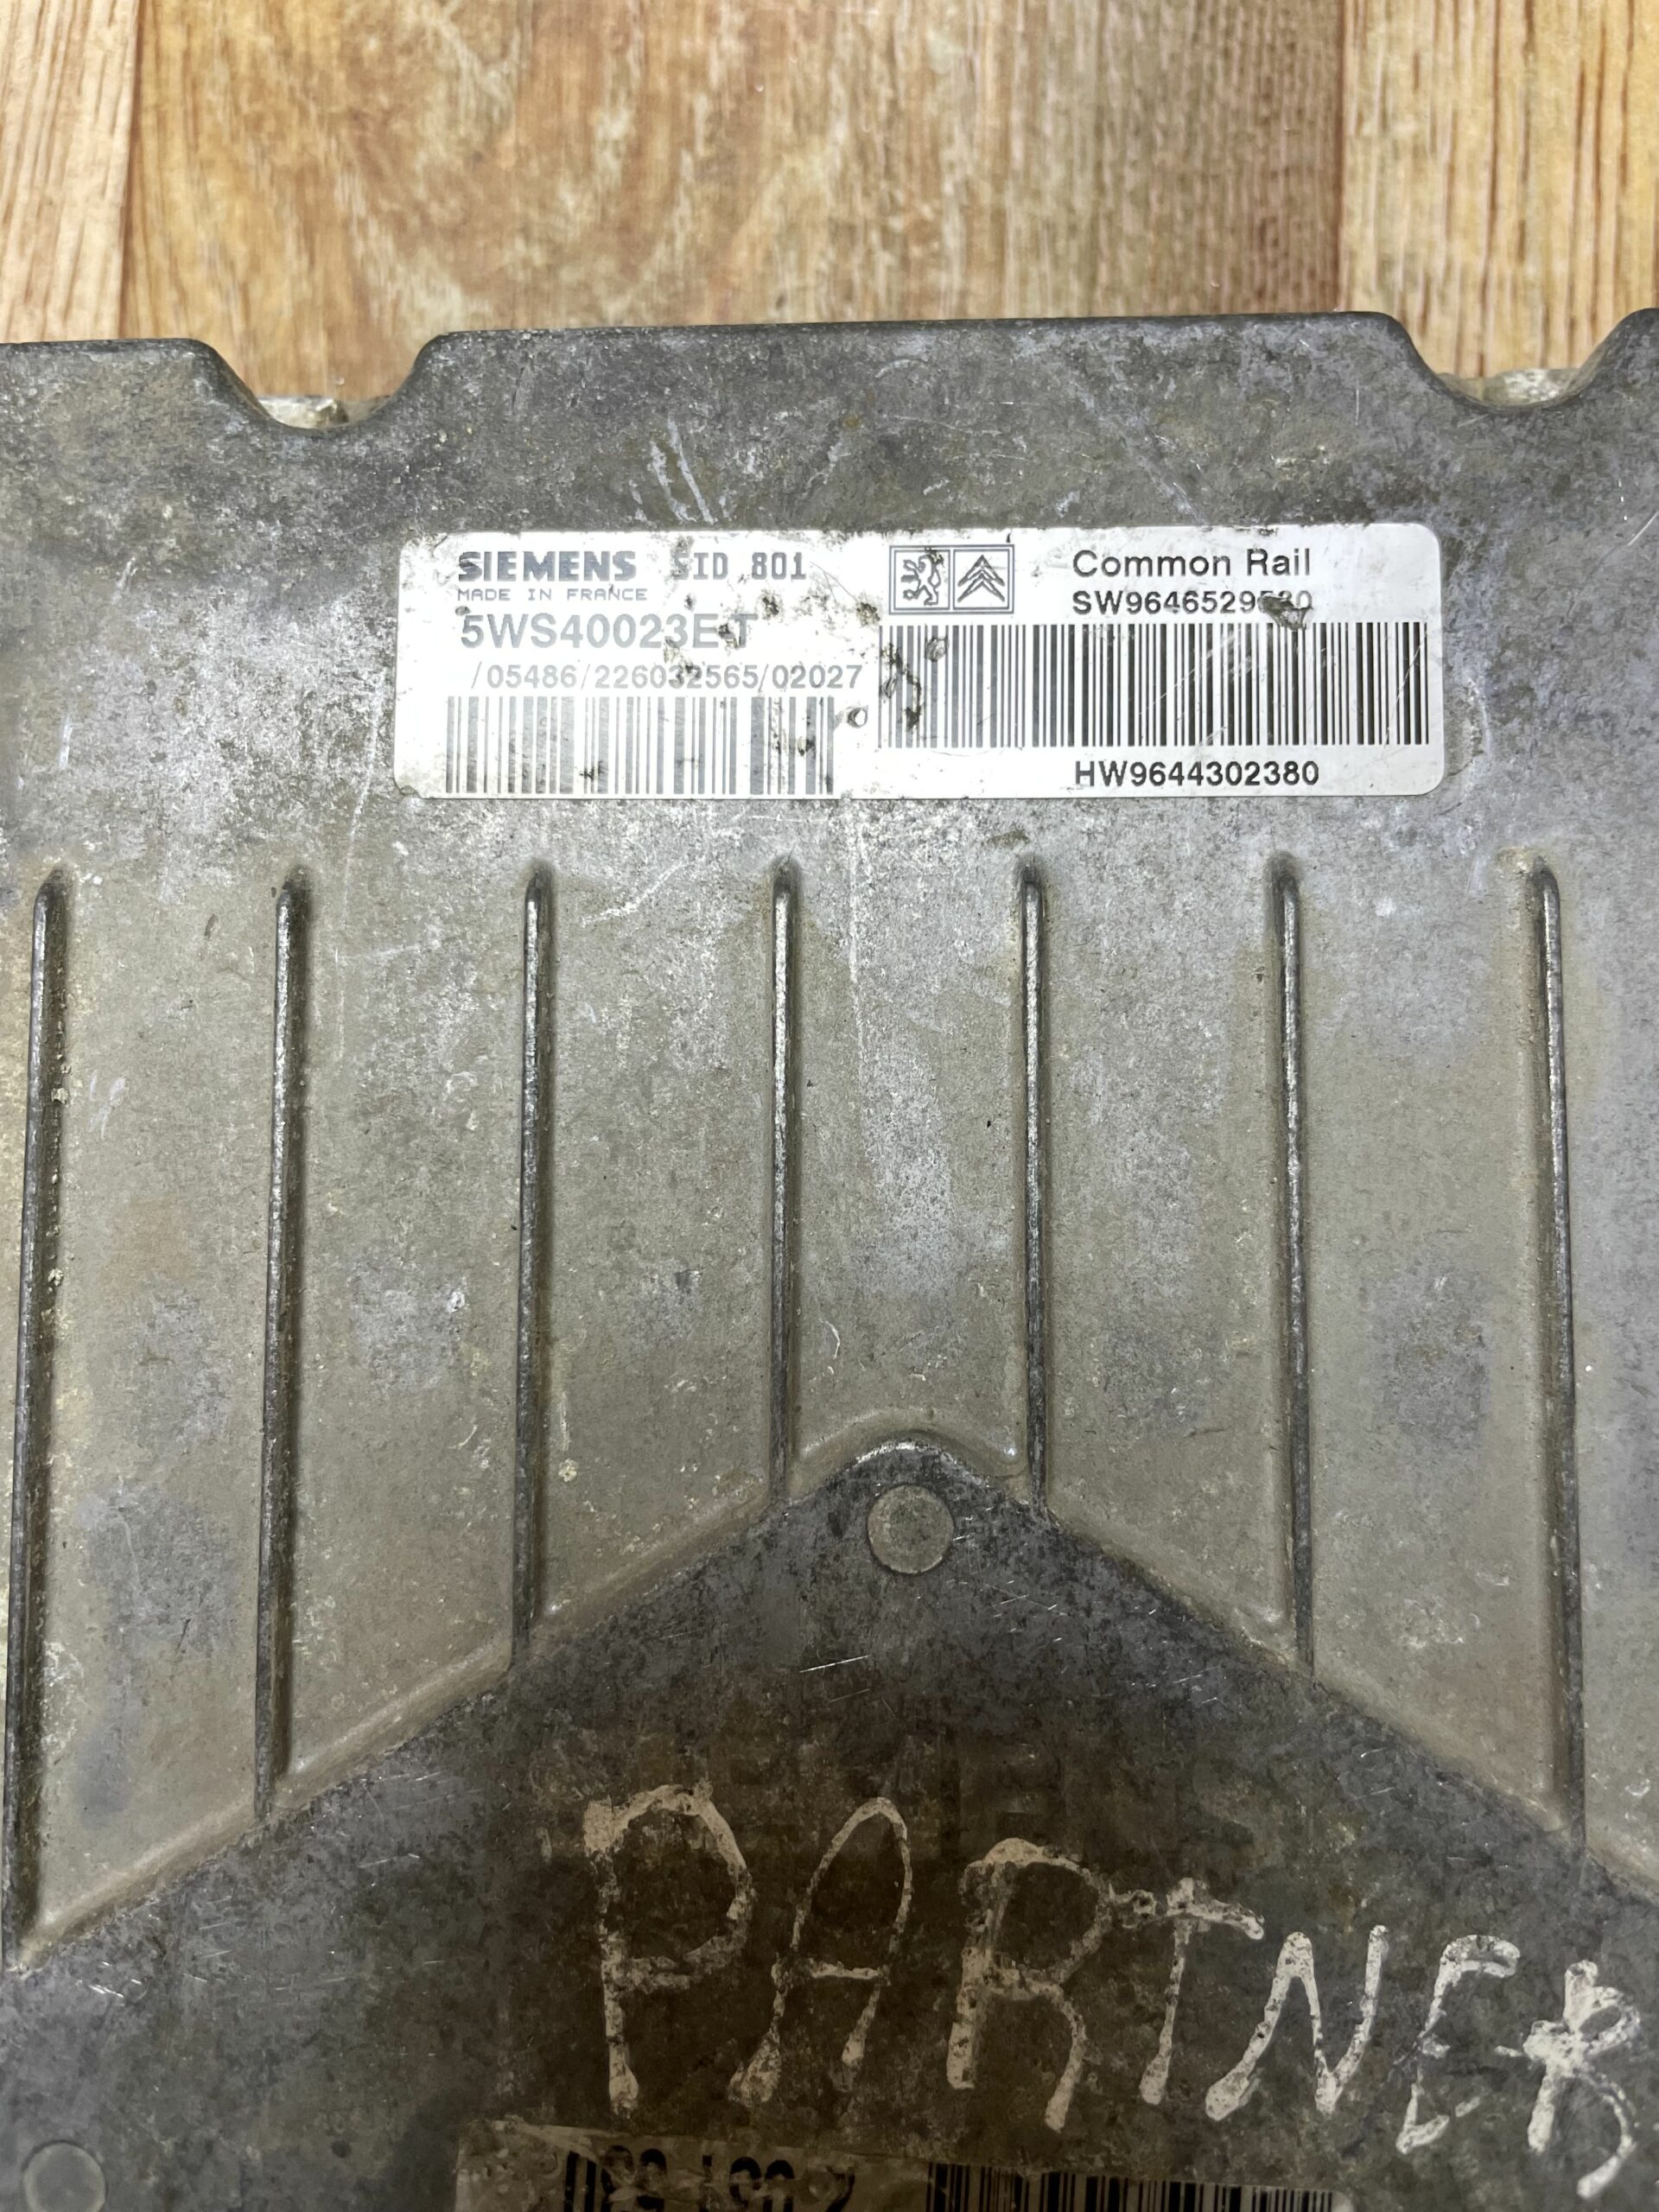 SIEMENS SID 801
MADE IN FRANCE
5WS40023E-T
/05486/226032565/02027
Common Rail
HW9644302380
PARTNER